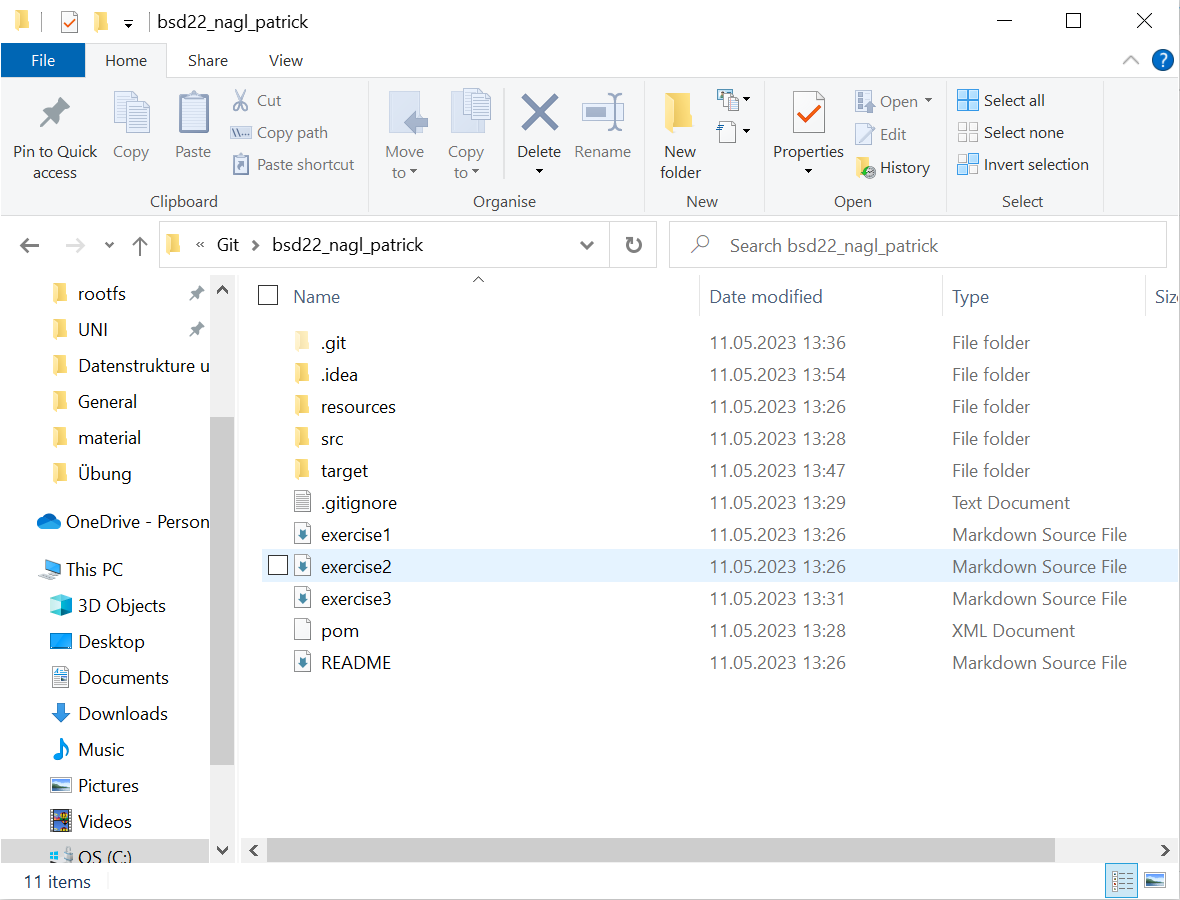 bsd22_nagl_patrick
File Home Share View
Pin to Quick access
Copy
Paste
Cut
Copy path
Paste shortcut
Clipboard
Move to
Copy to
Delete
Rename
Organise
New folder
New
Properties
Open
Edit
History
Open
Select all
Select none
Invert selection
Select
« Git > bsd22_nagl_patrick
Search bsd22_nagl_patrick
rootfs
UNI
Datenstrukture u
General
material
Übung
OneDrive - Person
This PC
3D Objects
Desktop
Documents
Downloads
Music
Pictures
Videos
OS (C:)
Name Date modified Type Siz
.git 11.05.2023 13:36 File folder
.idea 11.05.2023 13:54 File folder
resources 11.05.2023 13:26 File folder
src 11.05.2023 13:28 File folder
target 11.05.2023 13:47 File folder
.gitignore 11.05.2023 13:29 Text Document
exercise1 11.05.2023 13:26 Markdown Source File
exercise2 11.05.2023 13:26 Markdown Source File
exercise3 11.05.2023 13:31 Markdown Source File
pom 11.05.2023 13:28 XML Document
README 11.05.2023 13:26 Markdown Source File
11 items